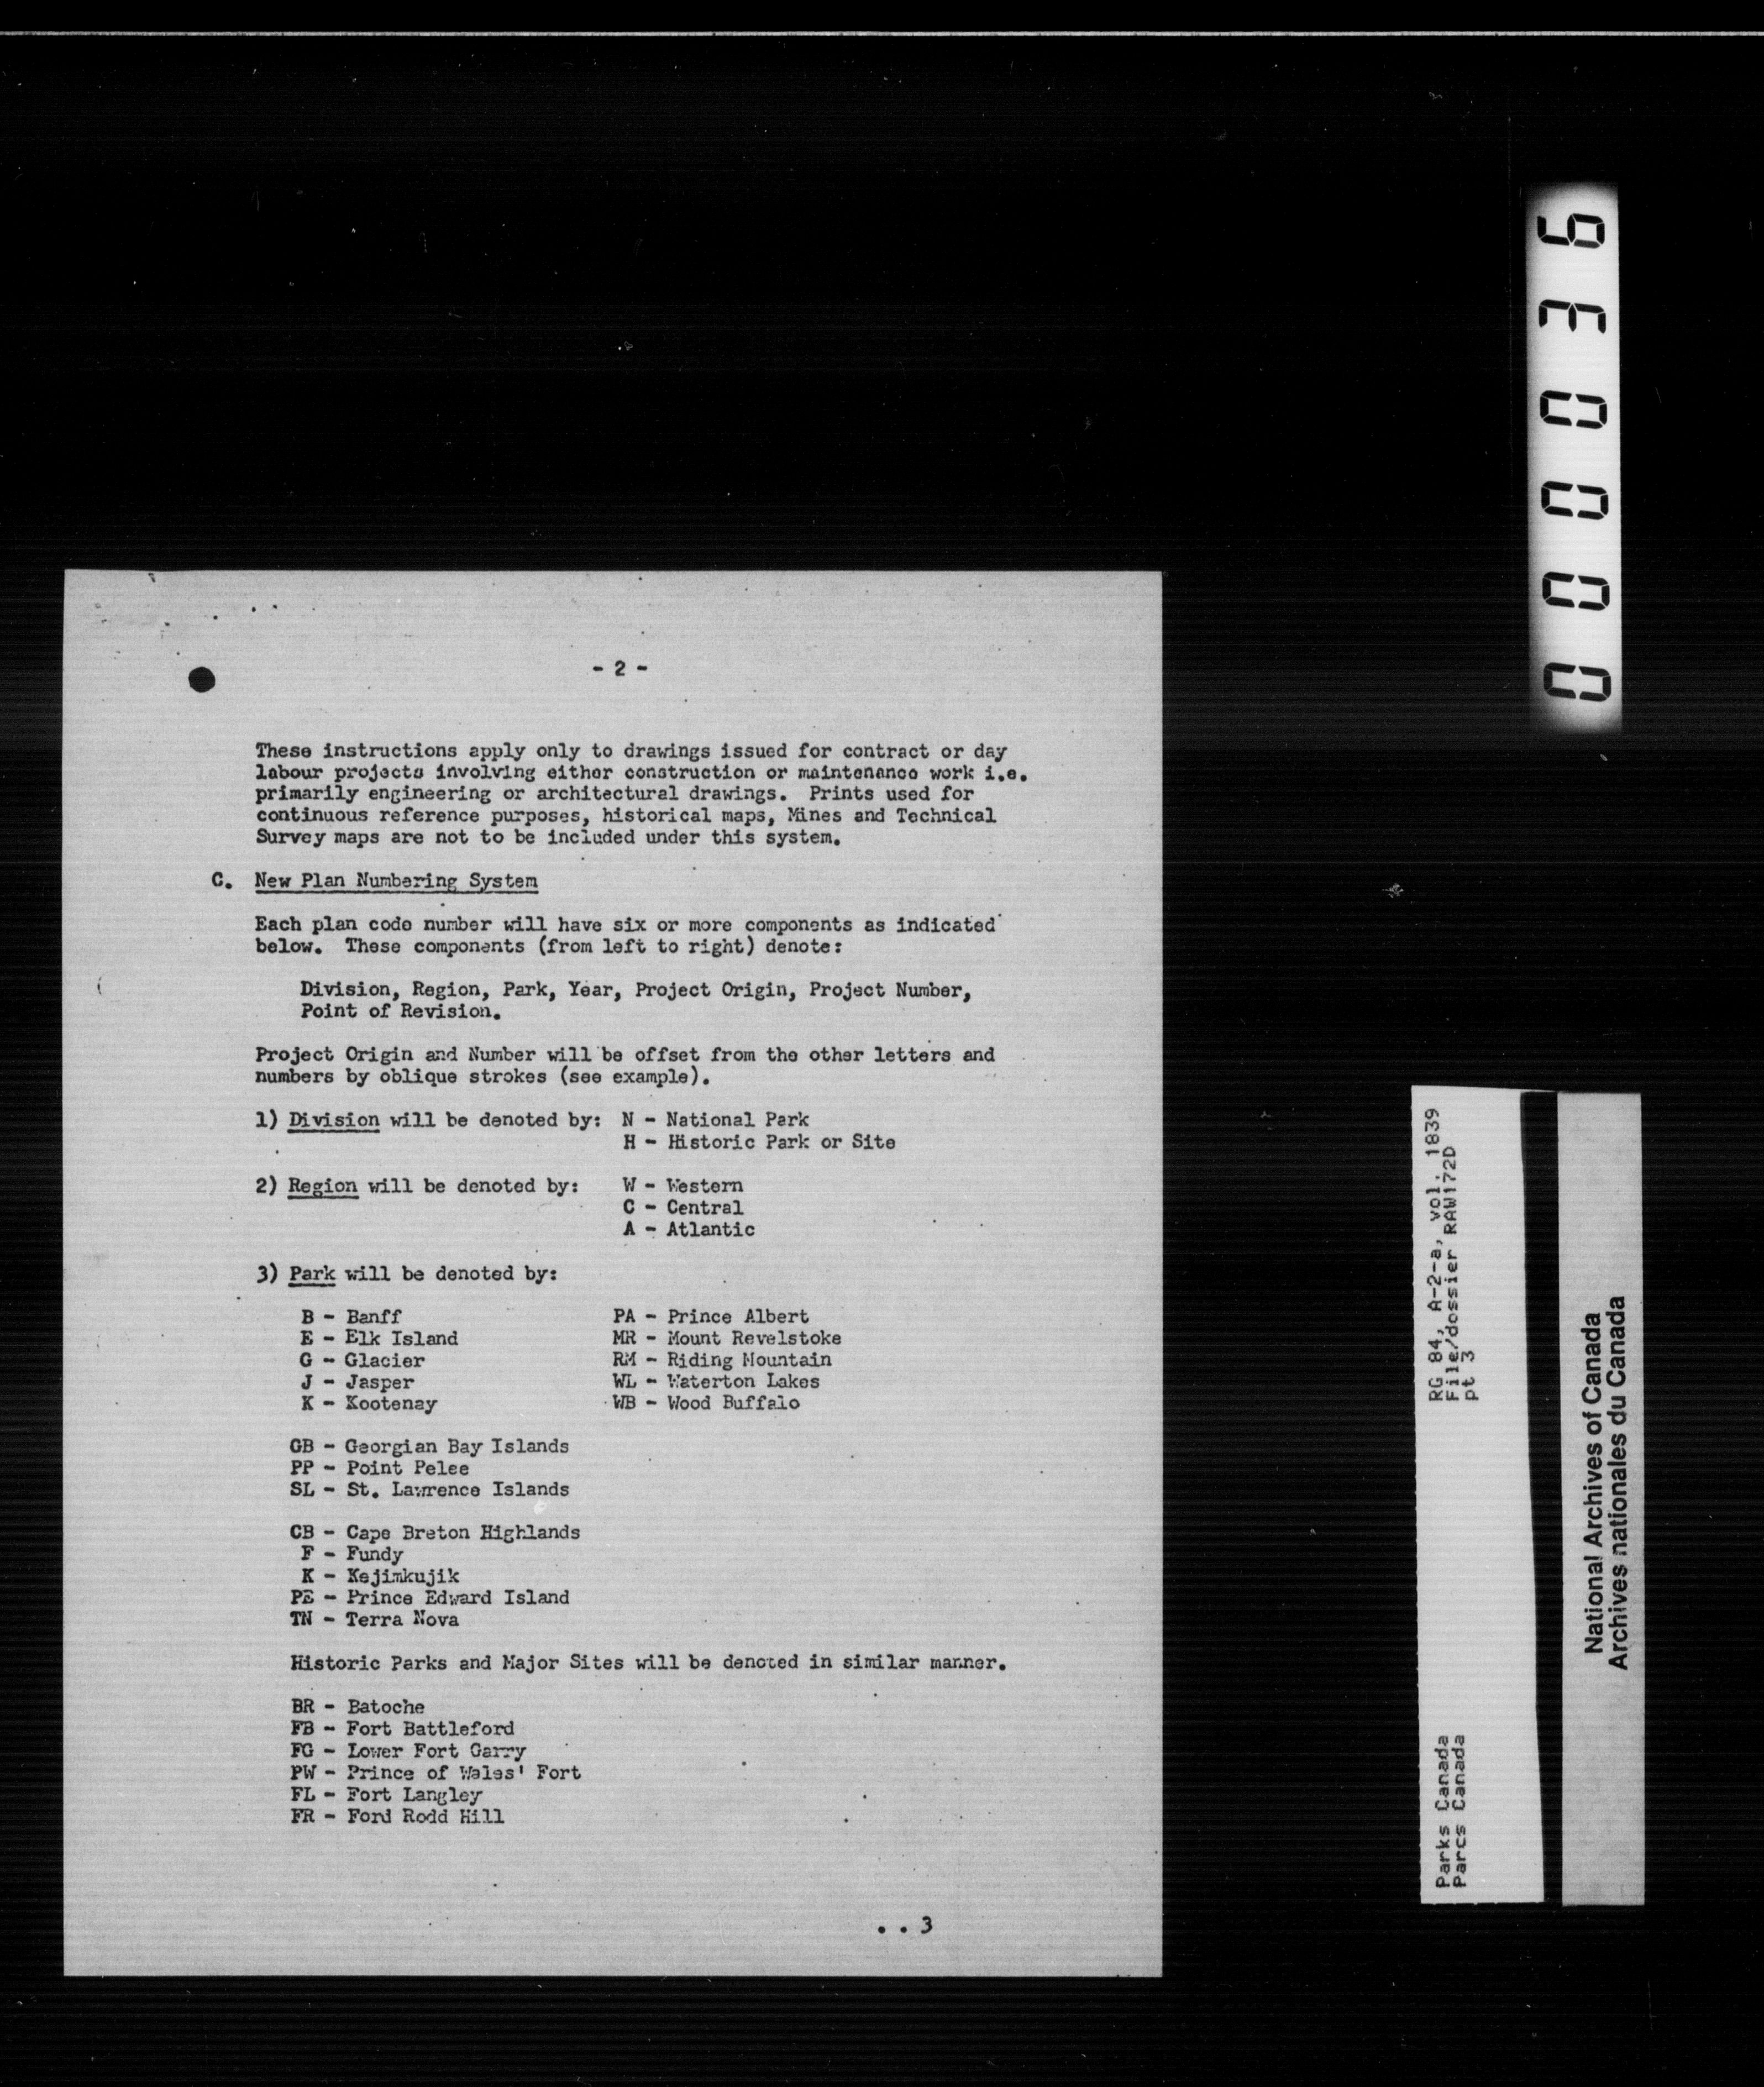 - 2 -
These instructions apply only to drawings issued for contract or day
labour projects involving either construction or maintenance work i.e.
primarily engineering or architectural drawings. Prints used for
continuous reference purposes, historical maps, Mines and Technical
Survey maps are not to be included under this system.
C. New Plan Numbering System
Each plan code number will have six or more components as indicated
below. These components (from left to right) denote:
Division, Region, Park, Year, Project Origin, Project Number,
Point of Revision.
Project Origin and Number will be offset from the other letters and
numbers by oblique strokes (see example).
1) Division will be denoted by: N - National Park
H - Historic Park or Site
2) Region will be denoted by: W - Western
C - Central
A - Atlantic
3) Park will be denoted by:
B - Banff PA - Prince Albert
E - Elk Island MR - Mount Revelstoke
G - Glacier RM - Riding Mountain
J - Jasper WL - Waterton Lakes
K - Kootenay WB - Wood Buffalo
GB - Georgian Bay Islands
PP - Point Pelee
SL - St. Lawrence Islands
CB - Cape Breton Highlands
F - Fundy
K - Kejimkujik
PE - Prince Edward Island
TN - Terra Nova
Historic Parks and Major Sites will be denoted in similar manner.
BR - Batoche
FB - Fort Battleford
FG - Lower Fort Garry
PW - Prince of Wales' Fort
FL - Fort Langley
FR - Ford Rodd Hill
. . 3
000036
RG 84, A-2-a, vol. 1839
File/dossier RAW172D
pt 3
Parks Canada
Parcs Canada
National Archives of Canada
Archives nationales du Canada